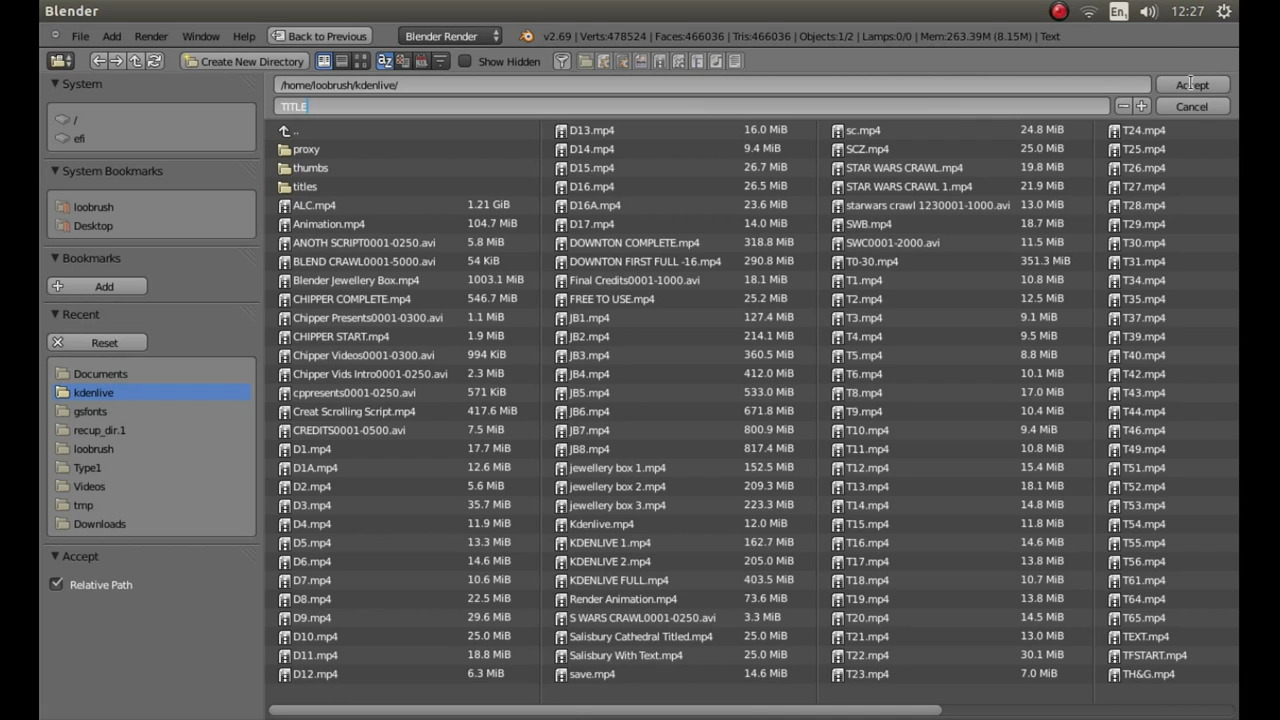 Blender
En
12:27
File Add Render Window Help Back to Previous Blender Render v2.69 | Verts:478524 | Faces:466036 | Tris:466036 | Objects:1/2 | Lamps:0/0 | Mem:263.39M (8.15M) | Text
Create New Directory
Show Hidden
System
/
efi
System Bookmarks
loobrush
Desktop
Bookmarks
Add
Recent
Reset
Documents
kdenlive
gsfonts
recup_dir.1
loobrush
Type1
Videos
tmp
Downloads
Accept
Relative Path
/home/loobrush/kdenlive/
Accept
TITLE
Cancel
..
proxy
thumbs
titles
ALC.mp4 1.21 GiB
Animation.mp4 104.7 MiB
ANOTH SCRIPT0001-0250.avi 5.8 MiB
BLEND CRAWL0001-5000.avi 54 KiB
Blender Jewellery Box.mp4 1003.1 MiB
CHIPPER COMPLETE.mp4 546.7 MiB
Chipper Presents0001-0300.avi 1.1 MiB
CHIPPER START.mp4 1.9 MiB
Chipper Videos0001-0300.avi 994 KiB
Chipper Vids Intro0001-0250.avi 2.3 MiB
cppresents0001-0250.avi 571 KiB
Creat Scrolling Script.mp4 417.6 MiB
CREDITS0001-0500.avi 7.5 MiB
D1.mp4 17.7 MiB
D1A.mp4 12.6 MiB
D2.mp4 5.6 MiB
D3.mp4 35.7 MiB
D4.mp4 11.9 MiB
D5.mp4 13.3 MiB
D6.mp4 14.6 MiB
D7.mp4 10.6 MiB
D8.mp4 22.5 MiB
D9.mp4 29.6 MiB
D10.mp4 25.0 MiB
D11.mp4 18.8 MiB
D12.mp4 6.3 MiB
D13.mp4 16.0 MiB
D14.mp4 9.4 MiB
D15.mp4 26.7 MiB
D16.mp4 26.5 MiB
D16A.mp4 23.6 MiB
D17.mp4 14.0 MiB
DOWNTON COMPLETE.mp4 318.8 MiB
DOWNTON FIRST FULL -16.mp4 290.8 MiB
Final Credits0001-1000.avi 18.1 MiB
FREE TO USE.mp4 25.2 MiB
JB1.mp4 127.4 MiB
JB2.mp4 214.1 MiB
JB3.mp4 360.5 MiB
JB4.mp4 412.0 MiB
JB5.mp4 533.0 MiB
JB6.mp4 671.8 MiB
JB7.mp4 800.9 MiB
JB8.mp4 817.4 MiB
jewellery box 1.mp4 152.5 MiB
jewellery box 2.mp4 209.3 MiB
jewellery box 3.mp4 223.3 MiB
Kdenlive.mp4 12.0 MiB
KDENLIVE 1.mp4 162.7 MiB
KDENLIVE 2.mp4 205.0 MiB
KDENLIVE FULL.mp4 403.5 MiB
Render Animation.mp4 73.6 MiB
S WARS CRAWL0001-0250.avi 3.3 MiB
Salisbury Cathedral Titled.mp4 25.0 MiB
Salisbury With Text.mp4 25.0 MiB
save.mp4 14.6 MiB
sc.mp4 24.8 MiB
SCZ.mp4 25.0 MiB
STAR WARS CRAWL.mp4 19.8 MiB
STAR WARS CRAWL 1.mp4 21.9 MiB
starwars crawl 1230001-1000.avi 13.0 MiB
SWB.mp4 18.7 MiB
SWC0001-2000.avi 11.5 MiB
T0-30.mp4 351.3 MiB
T1.mp4 10.8 MiB
T2.mp4 12.5 MiB
T3.mp4 9.1 MiB
T4.mp4 9.5 MiB
T5.mp4 8.8 MiB
T6.mp4 10.1 MiB
T8.mp4 17.0 MiB
T9.mp4 10.4 MiB
T10.mp4 9.4 MiB
T11.mp4 10.8 MiB
T12.mp4 15.4 MiB
T13.mp4 18.1 MiB
T14.mp4 14.8 MiB
T15.mp4 11.8 MiB
T16.mp4 14.6 MiB
T17.mp4 13.8 MiB
T18.mp4 10.7 MiB
T19.mp4 13.8 MiB
T20.mp4 14.5 MiB
T21.mp4 13.0 MiB
T22.mp4 30.1 MiB
T23.mp4 7.0 MiB
T24.mp4
T25.mp4
T26.mp4
T27.mp4
T28.mp4
T29.mp4
T30.mp4
T31.mp4
T34.mp4
T35.mp4
T37.mp4
T39.mp4
T40.mp4
T42.mp4
T43.mp4
T44.mp4
T46.mp4
T49.mp4
T51.mp4
T52.mp4
T53.mp4
T54.mp4
T55.mp4
T56.mp4
T61.mp4
T64.mp4
T65.mp4
TEXT.mp4
TFSTART.mp4
TH&G.mp4